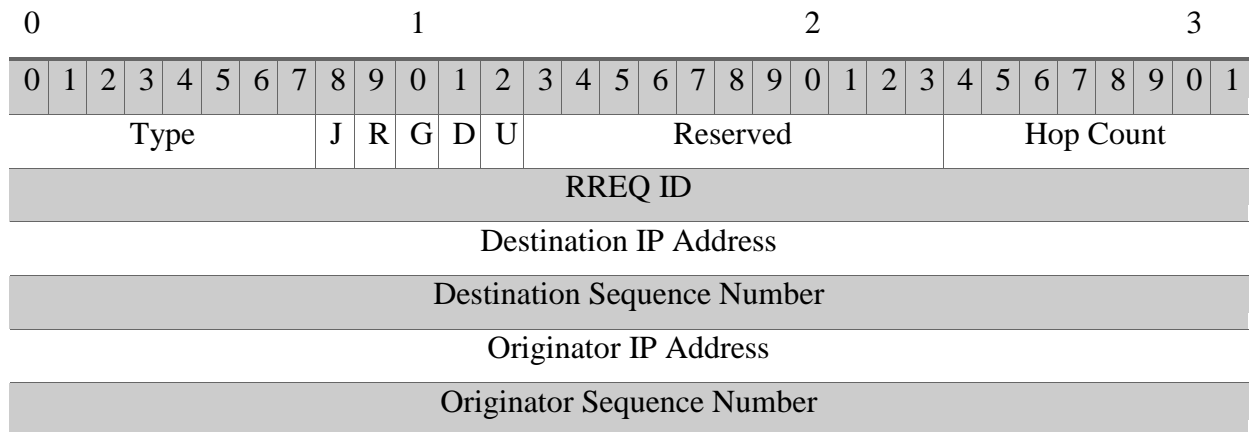 0 1 2 3
0 1 2 3 4 5 6 7 8 9 0 1 2 3 4 5 6 7 8 9 0 1 2 3 4 5 6 7 8 9 0 1
Type J R G D U Reserved Hop Count
RREQ ID
Destination IP Address
Destination Sequence Number
Originator IP Address
Originator Sequence Number